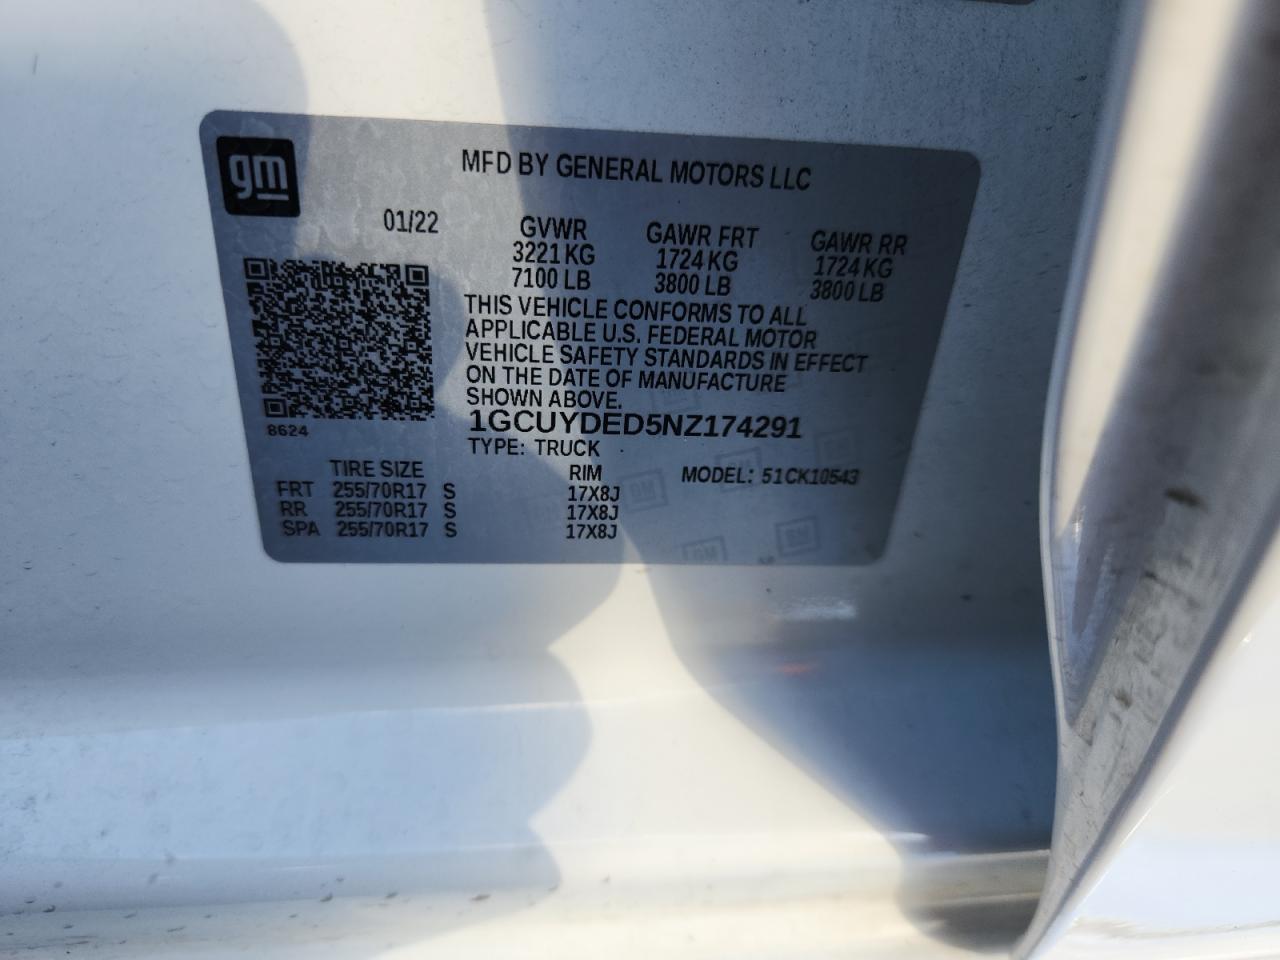 gm
MFD BY GENERAL MOTORS LLC
01/22
GVWR GAWR FRT GAWR RR
3221 KG 1724 KG 1724 KG
7100 LB 3800 LB 3800 LB
THIS VEHICLE CONFORMS TO ALL
APPLICABLE U.S. FEDERAL MOTOR
VEHICLE SAFETY STANDARDS IN EFFECT
ON THE DATE OF MANUFACTURE
SHOWN ABOVE.
8624
1GCUYDED5NZ174291
TYPE: TRUCK
MODEL: 51CK10543
TIRE SIZE RIM
FRT 255/70R17 S 17X8J
RR 255/70R17 S 17X8J
SPA 255/70R17 S 17X8J
GM
GM
GM